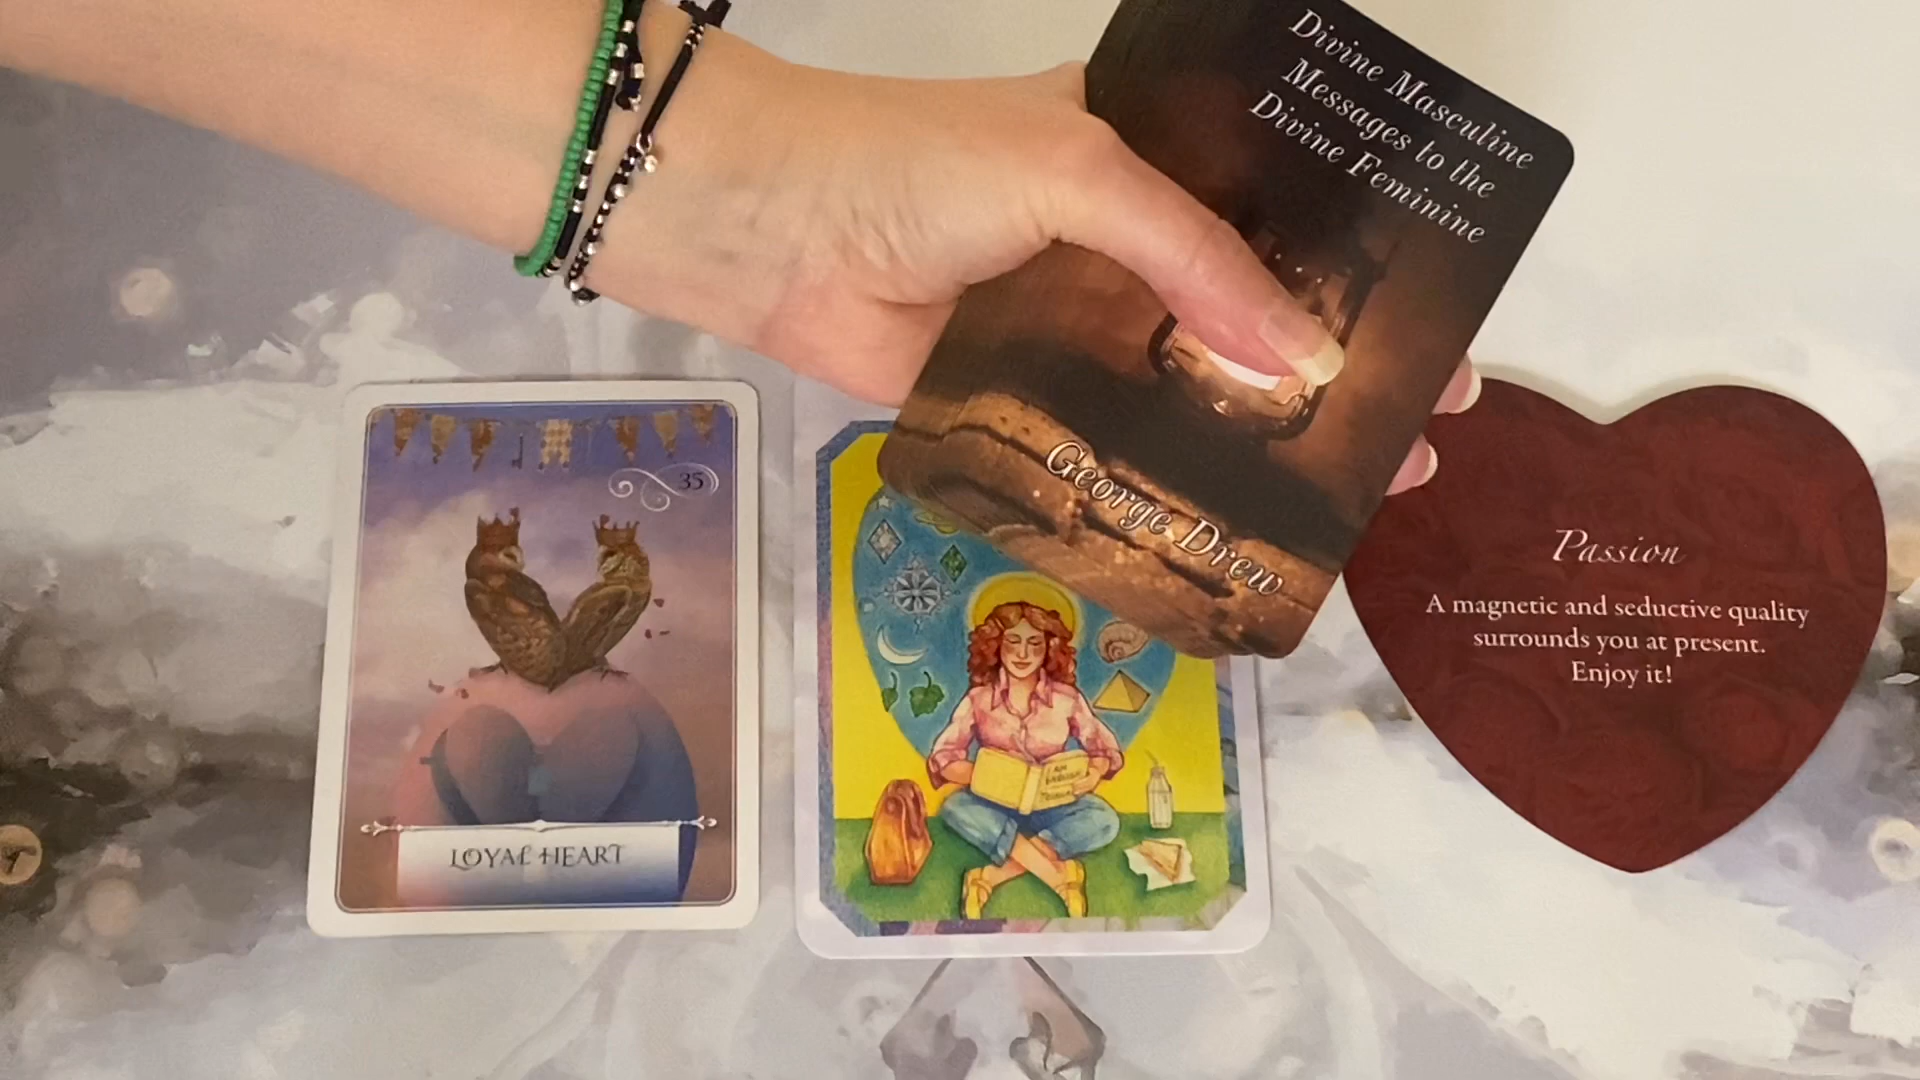 Divine Masculine
Messages to the
Divine Feminine
George Drew
35
LOYAL HEART
Passion
A magnetic and seductive quality
surrounds you at present.
Enjoy it!
I AM